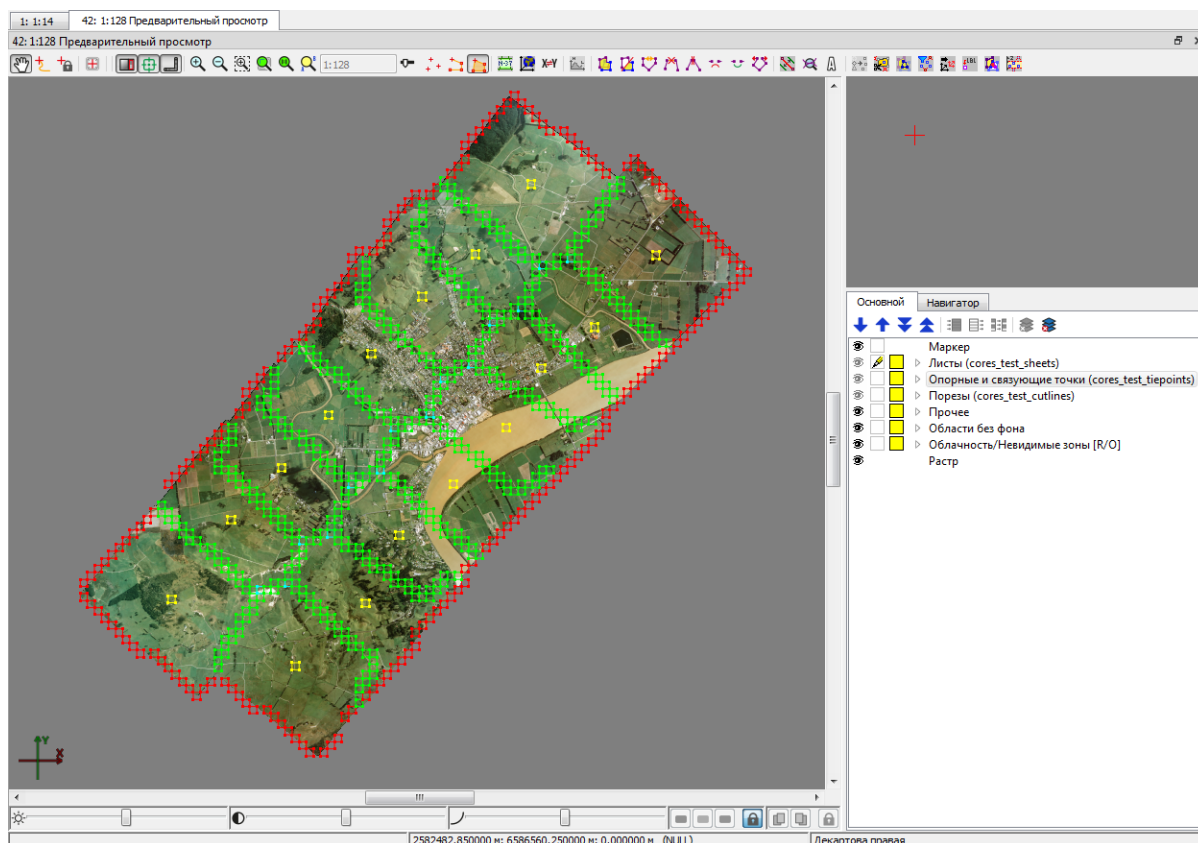 1: 1:14
42: 1:128 Предварительный просмотр
42: 1:128 Предварительный просмотр
1:128
X⇌Y
LBL
Основной
Навигатор
Маркер
Листы (cores_test_sheets)
Опорные и связующие точки (cores_test_tiepoints)
Порезы (cores_test_cutlines)
Прочее
Области без фона
Облачность/Невидимые зоны [R/O]
Растр
Y
X
2582482,850000 м; 6586560,250000 м; 0,000000 м (NULL)
Декартова правая